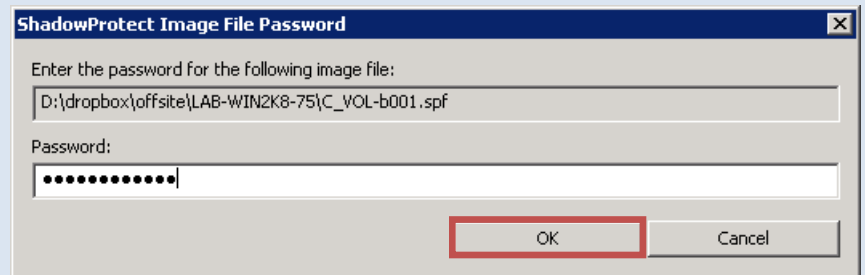 ShadowProtect Image File Password
Enter the password for the following image file:
D:\dropbox\offsite\LAB-WIN2K8-75\C_VOL-b001.spf
Password:
●●●●●●●●●●●●
OK
Cancel